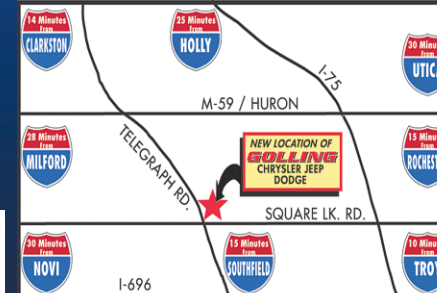 14 Minutes
From
CLARKSTON
25 Minutes
From
HOLLY
30 Minu
From
UTICA
I-75
M-59 / HURON
28 Minutes
From
MILFORD
TELEGRAPH RD.
NEW LOCATION OF
GOLLING
CHRYSLER JEEP
DODGE
15 Minu
From
ROCHEST
SQUARE LK. RD.
30 Minutes
From
NOVI
I-696
15 Minutes
From
SOUTHFIELD
10 Minu
From
TROY